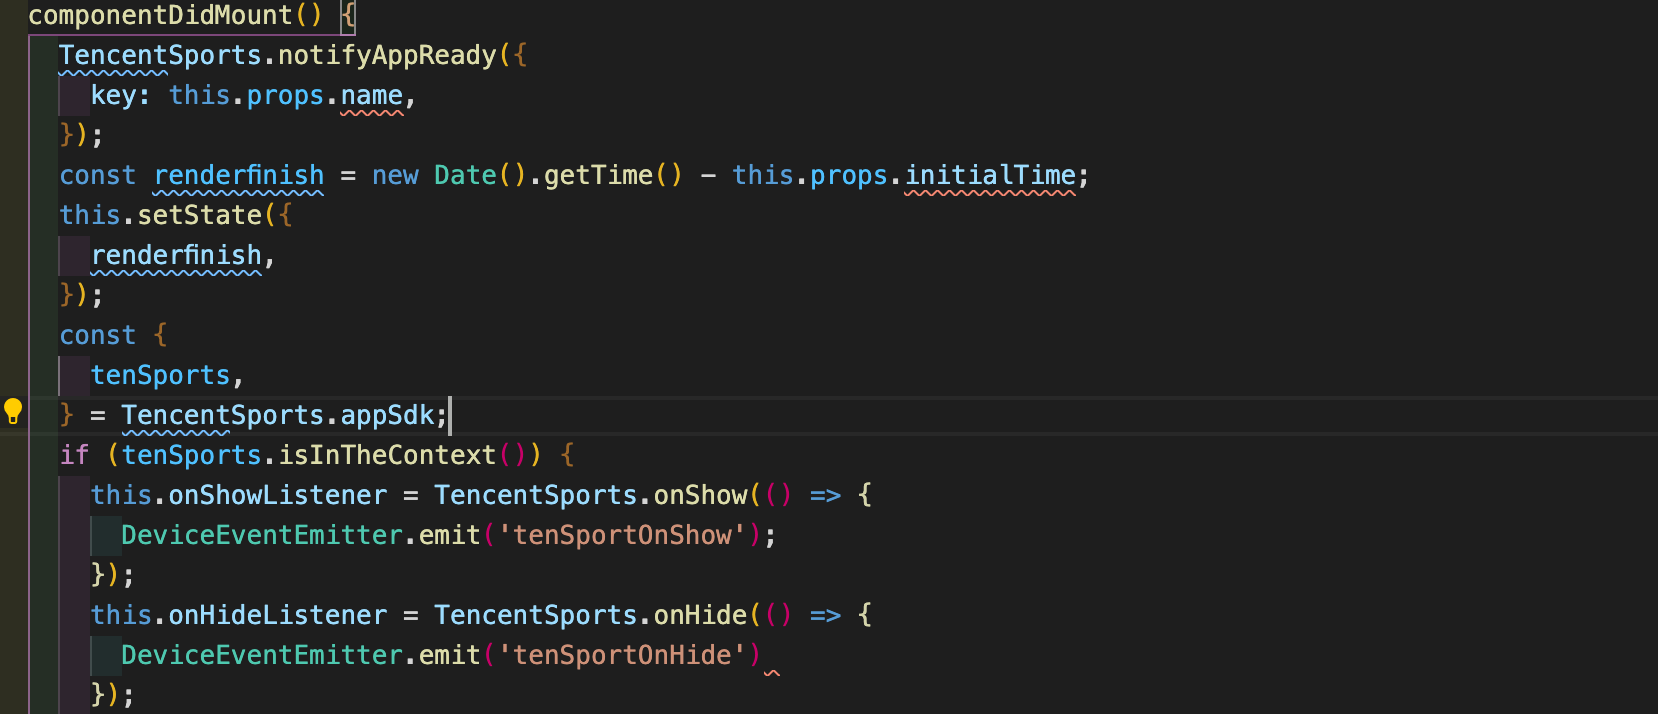 componentDidMount() {
TencentSports.notifyAppReady({
key: this.props.name,
});
const renderfinish = new Date().getTime() - this.props.initialTime;
this.setState({
renderfinish,
});
const {
tenSports,
} = TencentSports.appSdk;
if (tenSports.isInTheContext()) {
this.onShowListener = TencentSports.onShow(() => {
DeviceEventEmitter.emit('tenSportOnShow');
});
this.onHideListener = TencentSports.onHide(() => {
DeviceEventEmitter.emit('tenSportOnHide')
});